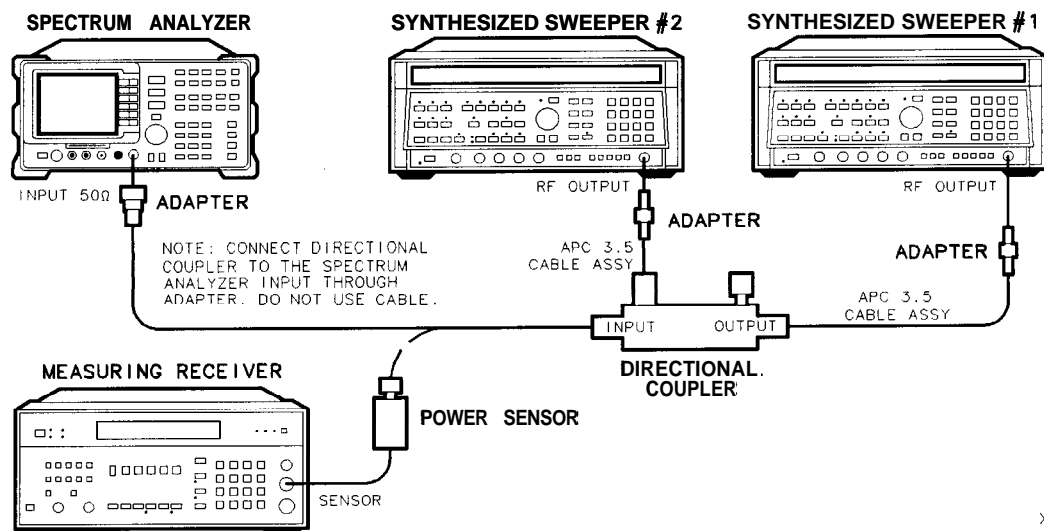 SPECTRUM ANALYZER
SYNTHESIZED SWEEPER #2
SYNTHESIZED SWEEPER #1
INPUT 50Ω
ADAPTER
RF OUTPUT
ADAPTER
RF OUTPUT
ADAPTER
NOTE: CONNECT DIRECTIONAL
COUPLER TO THE SPECTRUM
ANALYZER INPUT THROUGH
ADAPTER. DO NOT USE CABLE.
APC 3.5
CABLE ASSY
APC 3.5
CABLE ASSY
INPUT
OUTPUT
DIRECTIONAL.
COUPLER:
MEASURING RECEIVER
POWER SENSOR
SENSOR
X